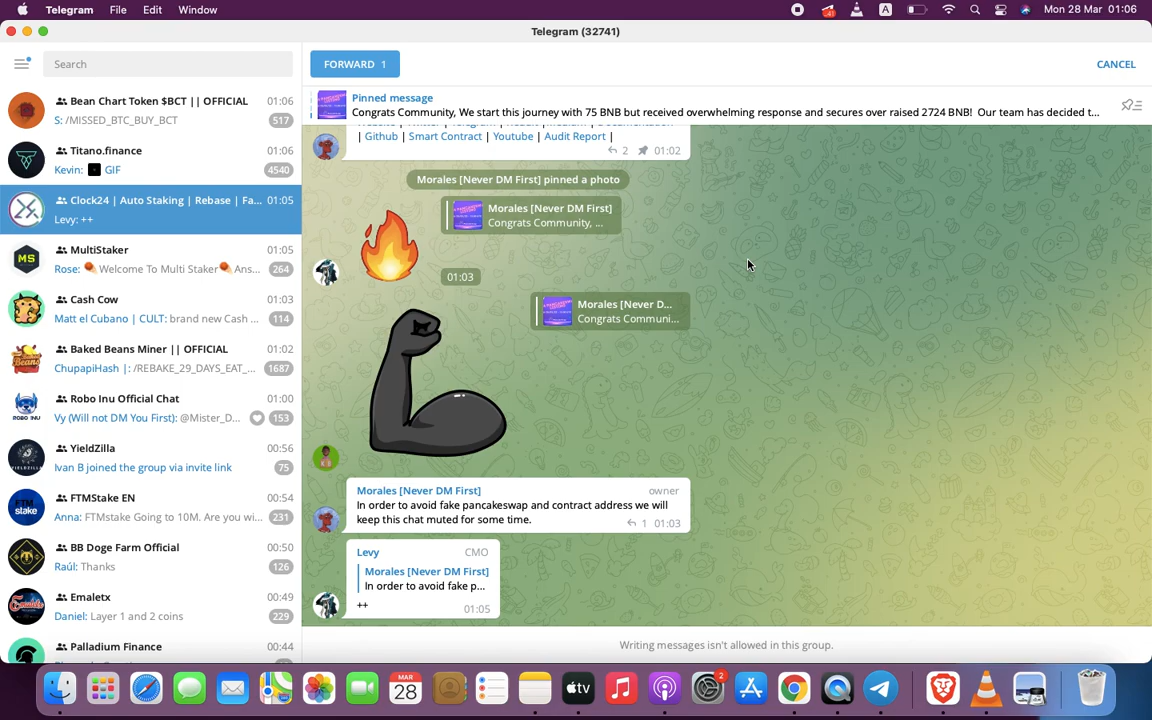 Telegram File Edit Window
A
Mon 28 Mar 01:06
Telegram (32741)
Search
Bean Chart Token $BCT || OFFICIAL 01:06
S: /MISSED_BTC_BUY_BCT 517
Titano.finance 01:06
Kevin: GIF 4540
Clock24 | Auto Staking | Rebase | Fa... 01:05
Levy: ++
MS
MultiStaker 01:05
Rose: Welcome To Multi Staker Ans... 264
Cash Cow 01:03
Matt el Cubano | CULT: brand new Cash ... 114
Baked Beans Miner || OFFICIAL 01:02
ChupapiHash |: /REBAKE_29_DAYS_EAT_... 1687
Robo Inu Official Chat 01:00
Vy (Will not DM You First): @Mister_D... 153
YieldZilla 00:56
Ivan B joined the group via invite link 75
FTM stake
FTMStake EN 00:54
Anna: FTMstake Going to 10M. Are you wi... 231
BB Doge Farm Official 00:50
Raúl: Thanks 126
Emaletx 00:49
Daniel: Layer 1 and 2 coins 229
Palladium Finance 00:44
FORWARD 1
CANCEL
Pinned message
Congrats Community, We start this journey with 75 BNB but received overwhelming response and secures over raised 2724 BNB! Our team has decided t...
| Github | Smart Contract | Youtube | Audit Report |
2 01:02
Morales [Never DM First] pinned a photo
Morales [Never DM First]
Congrats Community, ...
01:03
Morales [Never D...
Congrats Communi...
Morales [Never DM First] owner
In order to avoid fake pancakeswap and contract address we will
keep this chat muted for some time.
1 01:03
Levy CMO
Morales [Never DM First]
In order to avoid fake p...
++ 01:05
Writing messages isn't allowed in this group.
MAR
28
tv
2